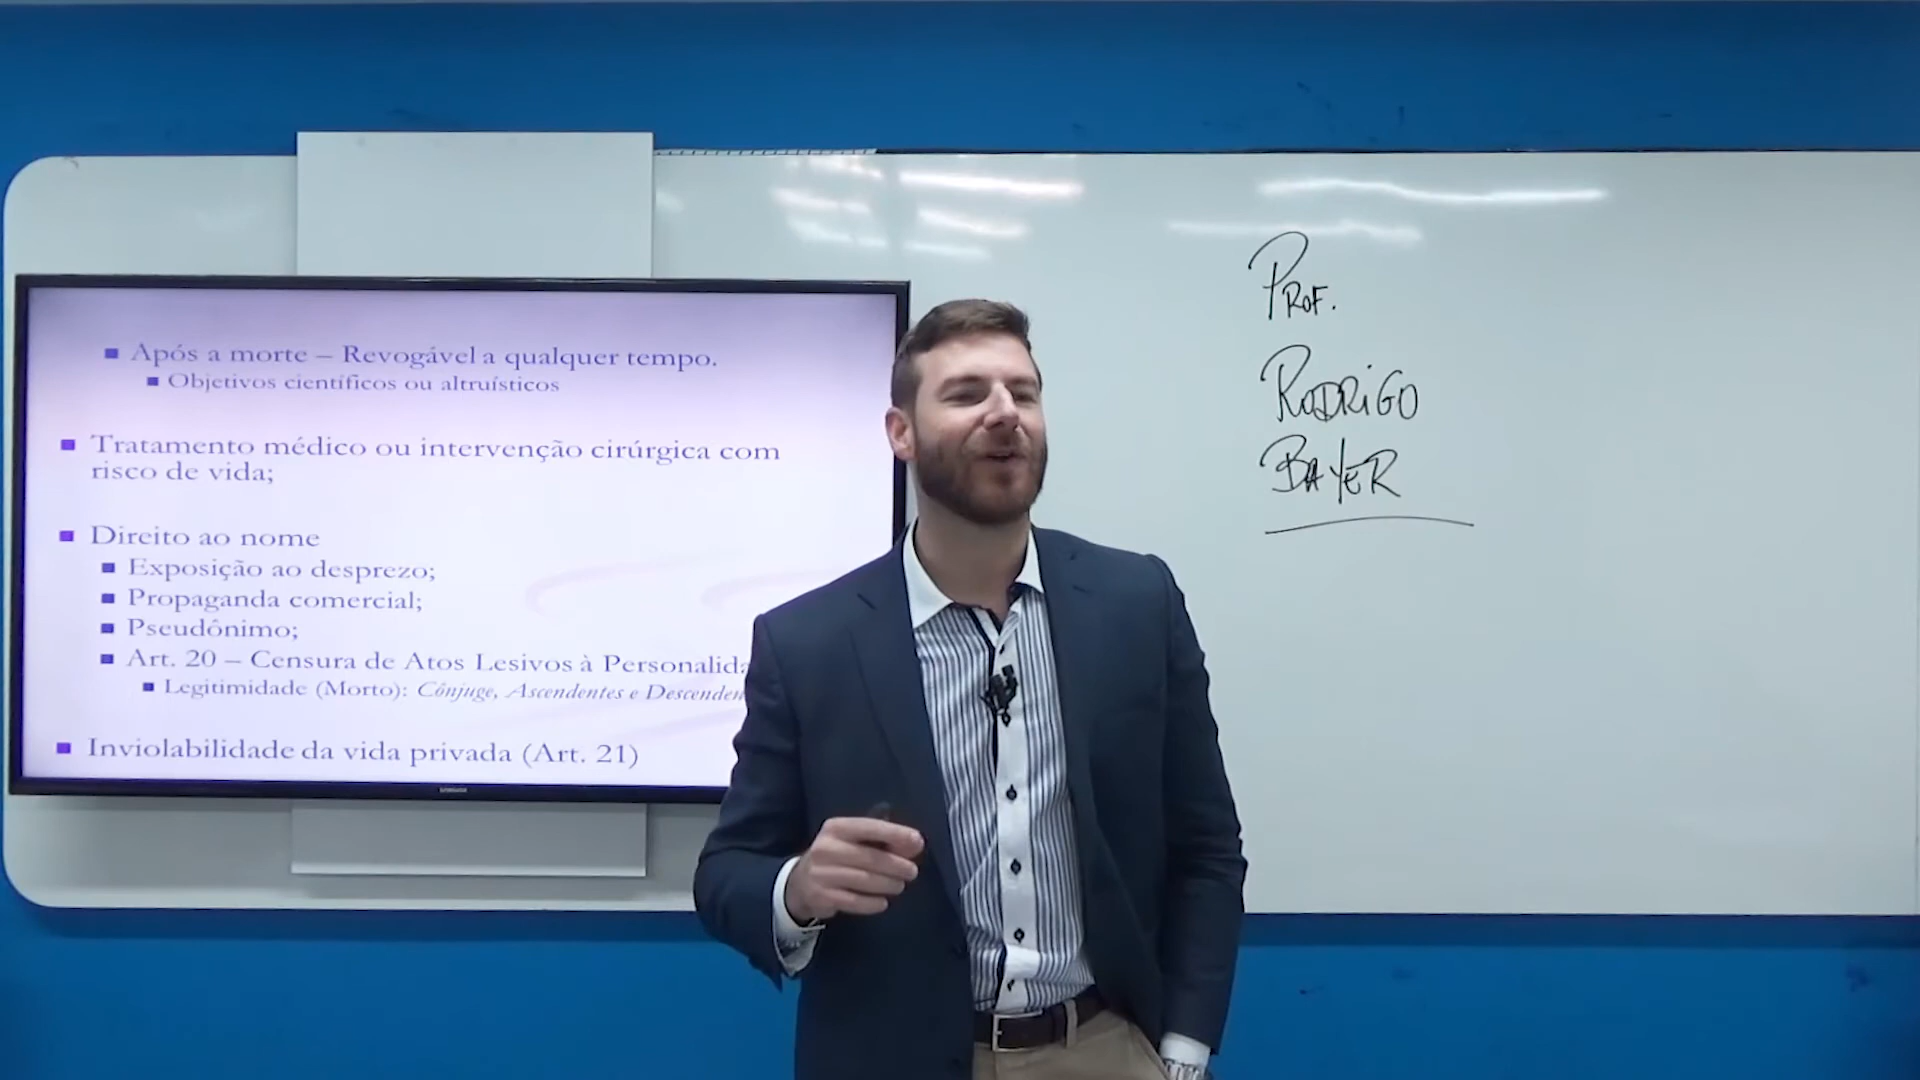 Após a morte – Revogável a qualquer tempo.
Objetivos científicos ou altruísticos
Tratamento médico ou intervenção cirúrgica com
risco de vida;
Direito ao nome
Exposição ao desprezo;
Propaganda comercial;
Pseudônimo;
Art. 20 – Censura de Atos Lesivos à Personalida
Legitimidade (Morto): Cônjuge, Ascendentes e Descenden
Inviolabilidade da vida privada (Art. 21)
SAMSUNG
PROF.
RODRIGO
BAYER